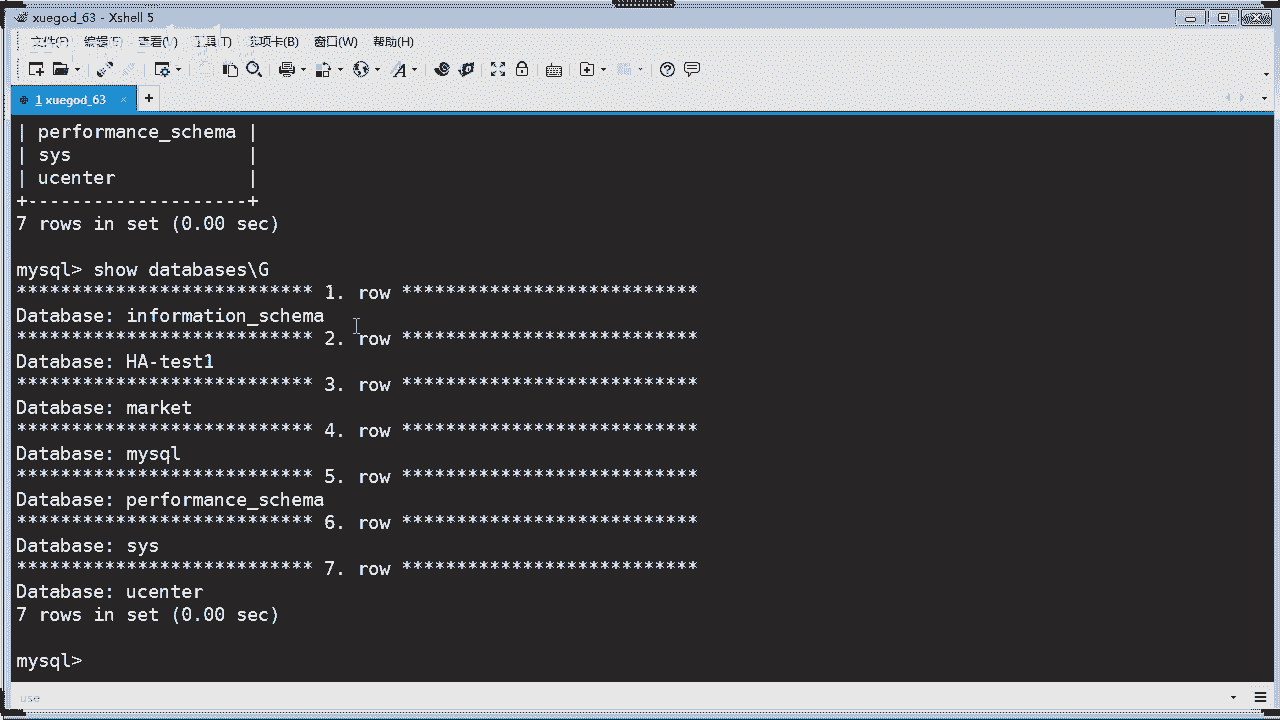 xuegod_63 - Xshell 5
文件(F) 编辑(E) 查看(V) 工具(T) 选项卡(B) 窗口(W) 帮助(H)
1 xuegod_63 × +
| performance_schema |
| sys                |
| ucenter            |
+--------------------+
7 rows in set (0.00 sec)
mysql> show databases\G
*************************** 1. row ***************************
Database: information_schema
*************************** 2. row ***************************
Database: HA-test1
*************************** 3. row ***************************
Database: market
*************************** 4. row ***************************
Database: mysql
*************************** 5. row ***************************
Database: performance_schema
*************************** 6. row ***************************
Database: sys
*************************** 7. row ***************************
Database: ucenter
7 rows in set (0.00 sec)
mysql>
use